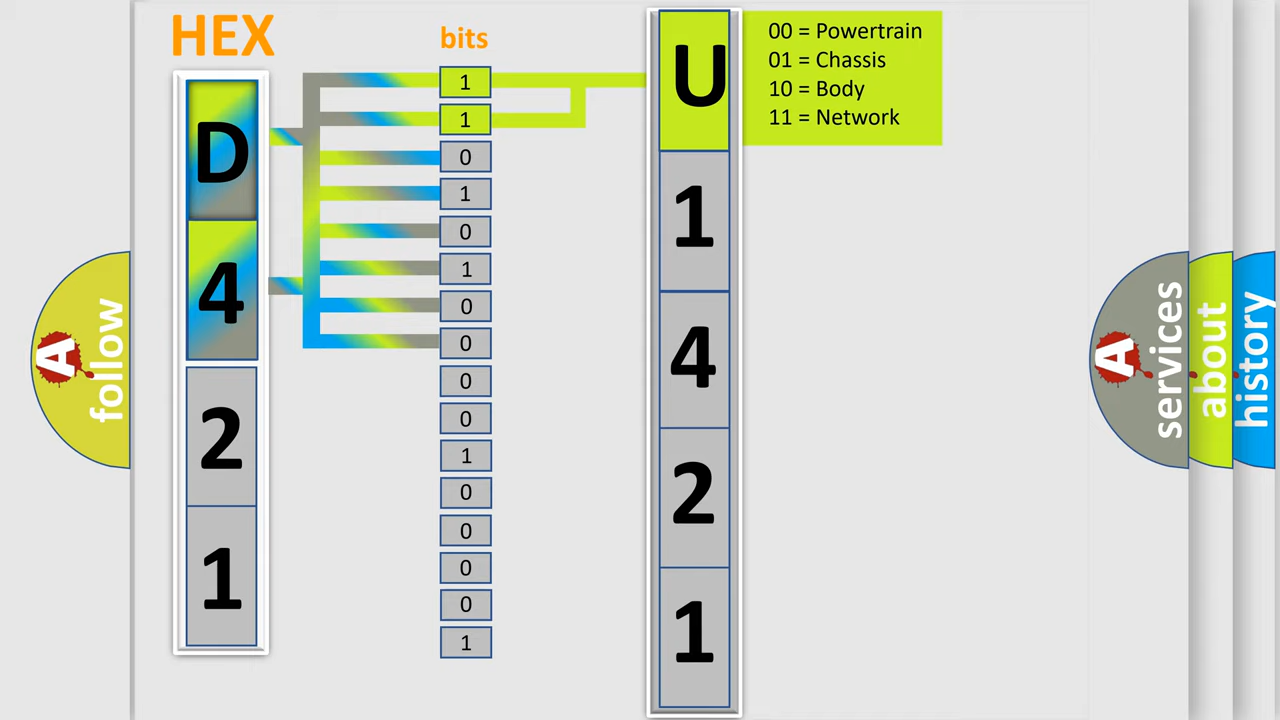 HEX
bits
D
4
2
1
1
1
0
1
0
1
0
0
0
0
1
0
0
0
0
1
U
1
4
2
1
00 = Powertrain
01 = Chassis
10 = Body
11 = Network
A
follow
A
services
about
history